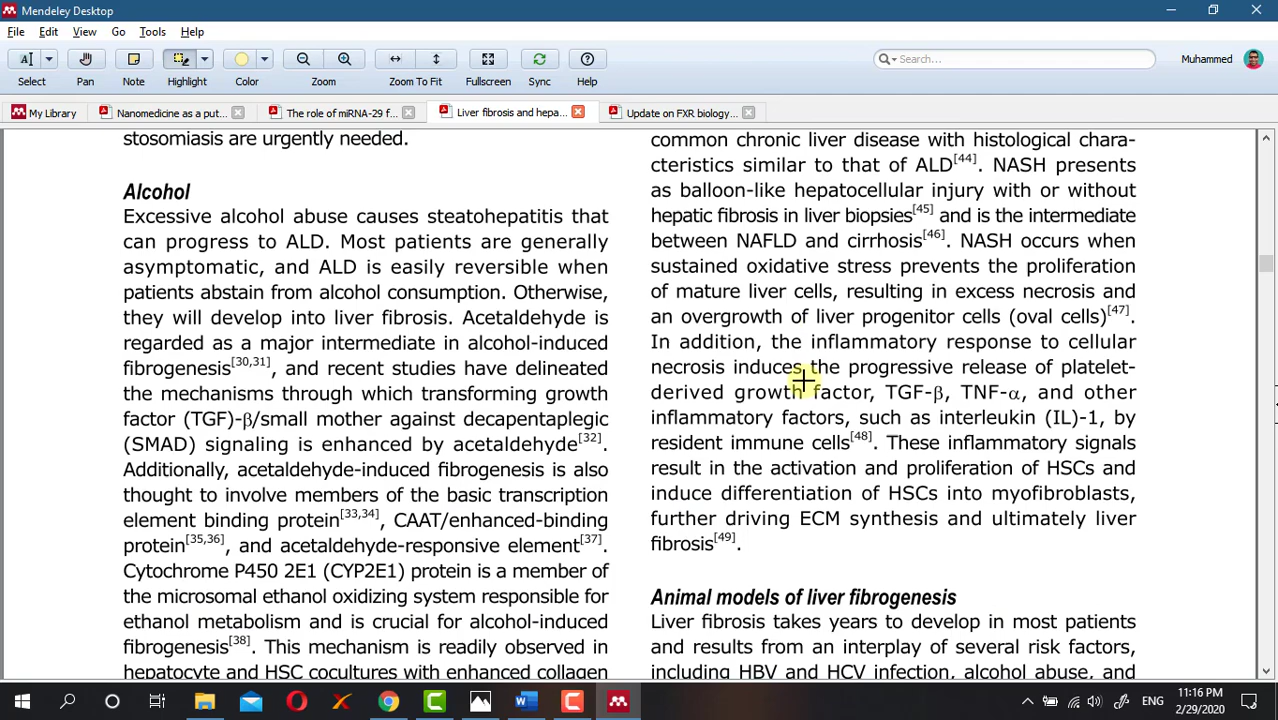 Mendeley Desktop
File Edit View Go Tools Help
Select Pan Note Highlight Color Zoom Zoom To Fit Fullscreen Sync Help
Search...
Muhammed
My Library
Nanomedicine as a put...
The role of miRNA-29 f...
Liver fibrosis and hepa...
Update on FXR biology...
stosomiasis are urgently needed.
Alcohol
Excessive alcohol abuse causes steatohepatitis that
can progress to ALD. Most patients are generally
asymptomatic, and ALD is easily reversible when
patients abstain from alcohol consumption. Otherwise,
they will develop into liver fibrosis. Acetaldehyde is
regarded as a major intermediate in alcohol-induced
fibrogenesis[30,31], and recent studies have delineated
the mechanisms through which transforming growth
factor (TGF)-β/small mother against decapentaplegic
(SMAD) signaling is enhanced by acetaldehyde[32].
Additionally, acetaldehyde-induced fibrogenesis is also
thought to involve members of the basic transcription
element binding protein[33,34], CAAT/enhanced-binding
protein[35,36], and acetaldehyde-responsive element[37].
Cytochrome P450 2E1 (CYP2E1) protein is a member of
the microsomal ethanol oxidizing system responsible for
ethanol metabolism and is crucial for alcohol-induced
fibrogenesis[38]. This mechanism is readily observed in
hepatocyte and HSC cocultures with enhanced collagen
common chronic liver disease with histological chara-
cteristics similar to that of ALD[44]. NASH presents
as balloon-like hepatocellular injury with or without
hepatic fibrosis in liver biopsies[45] and is the intermediate
between NAFLD and cirrhosis[46]. NASH occurs when
sustained oxidative stress prevents the proliferation
of mature liver cells, resulting in excess necrosis and
an overgrowth of liver progenitor cells (oval cells)[47].
In addition, the inflammatory response to cellular
necrosis induces the progressive release of platelet-
derived growth factor, TGF-β, TNF-α, and other
inflammatory factors, such as interleukin (IL)-1, by
resident immune cells[48]. These inflammatory signals
result in the activation and proliferation of HSCs and
induce differentiation of HSCs into myofibroblasts,
further driving ECM synthesis and ultimately liver
fibrosis[49].
Animal models of liver fibrogenesis
Liver fibrosis takes years to develop in most patients
and results from an interplay of several risk factors,
including HBV and HCV infection, alcohol abuse, and
ENG
11:16 PM
2/29/2020